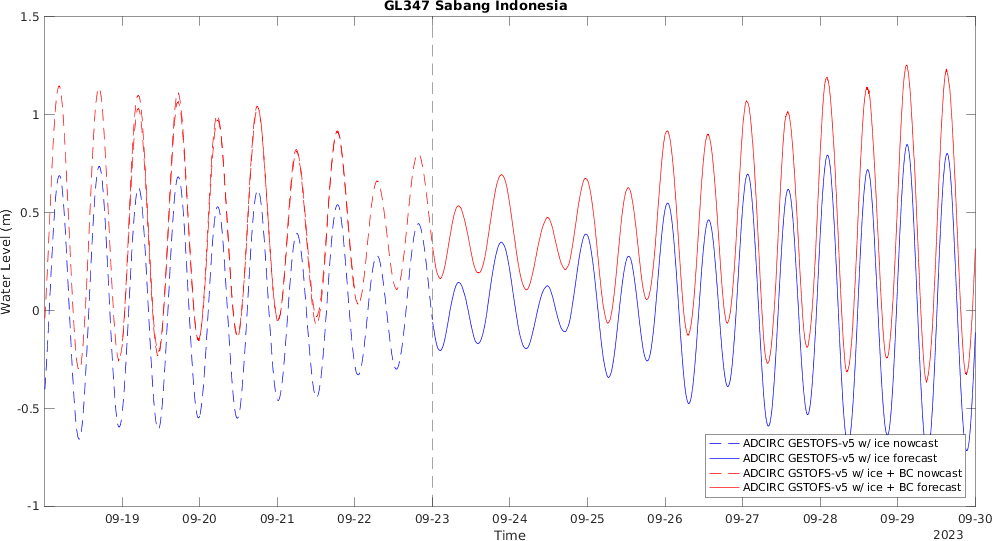 GL347 Sabang Indonesia
1.5
1
0.5
0
-0.5
-1
Water Level (m)
ADCIRC GESTOFS-v5 w/ ice nowcast
ADCIRC GESTOFS-v5 w/ ice forecast
ADCIRC GSTOFS-v5 w/ ice + BC nowcast
ADCIRC GSTOFS-v5 w/ ice + BC forecast
09-19 09-20 09-21 09-22 09-23 09-24 09-25 09-26 09-27 09-28 09-29 09-30
Time
2023